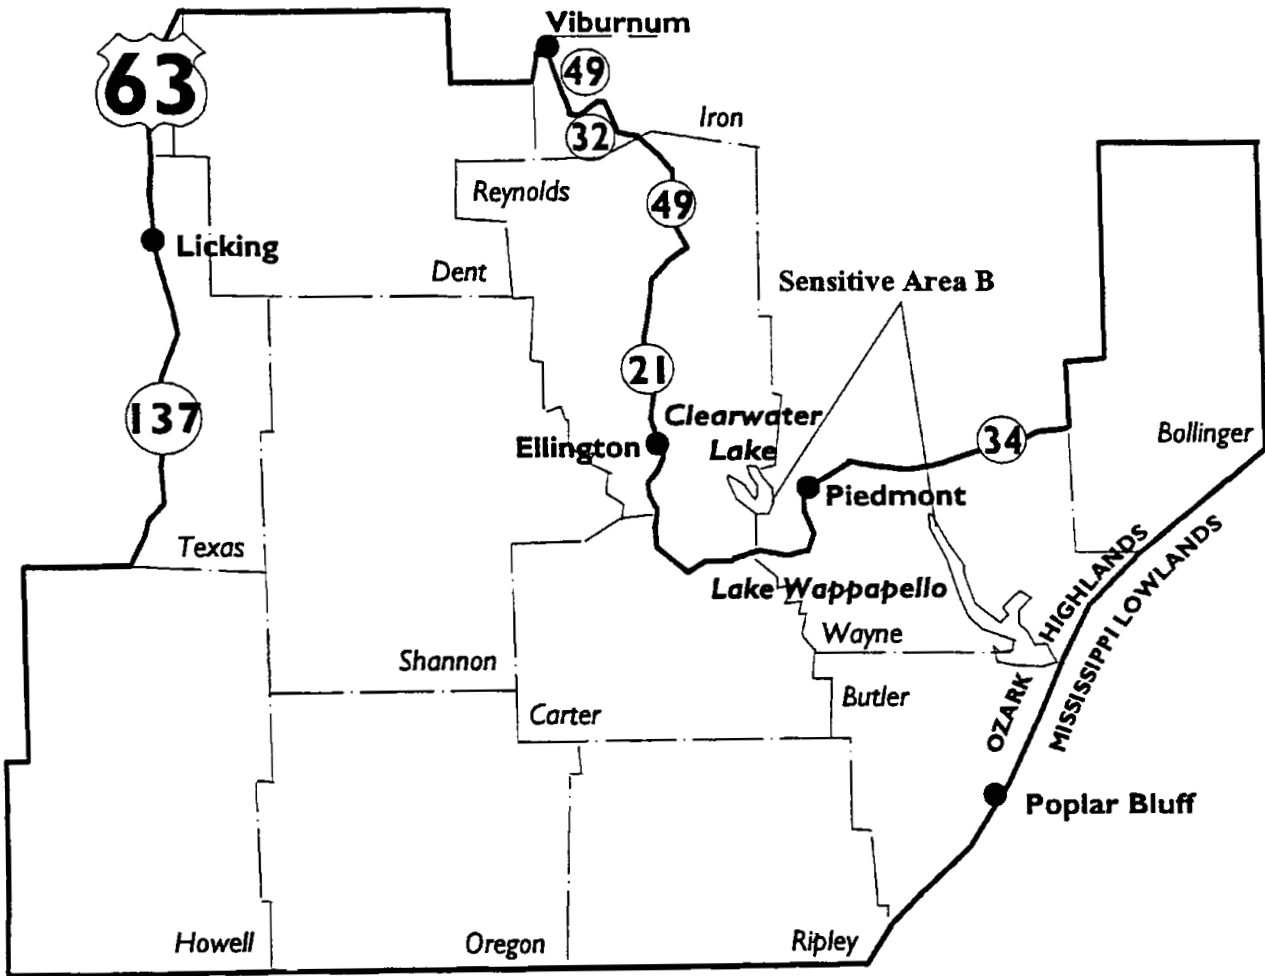 Viburnum
63
49
32
Iron
Reynolds
49
Licking
Dent
Sensitive Area B
21
137
Clearwater
Lake
Ellington
34
Bollinger
Piedmont
Texas
Lake Wappapello
OZARK HIGHLANDS
MISSISSIPPI LOWLANDS
Wayne
Shannon
Butler
Carter
Poplar Bluff
Howell
Oregon
Ripley